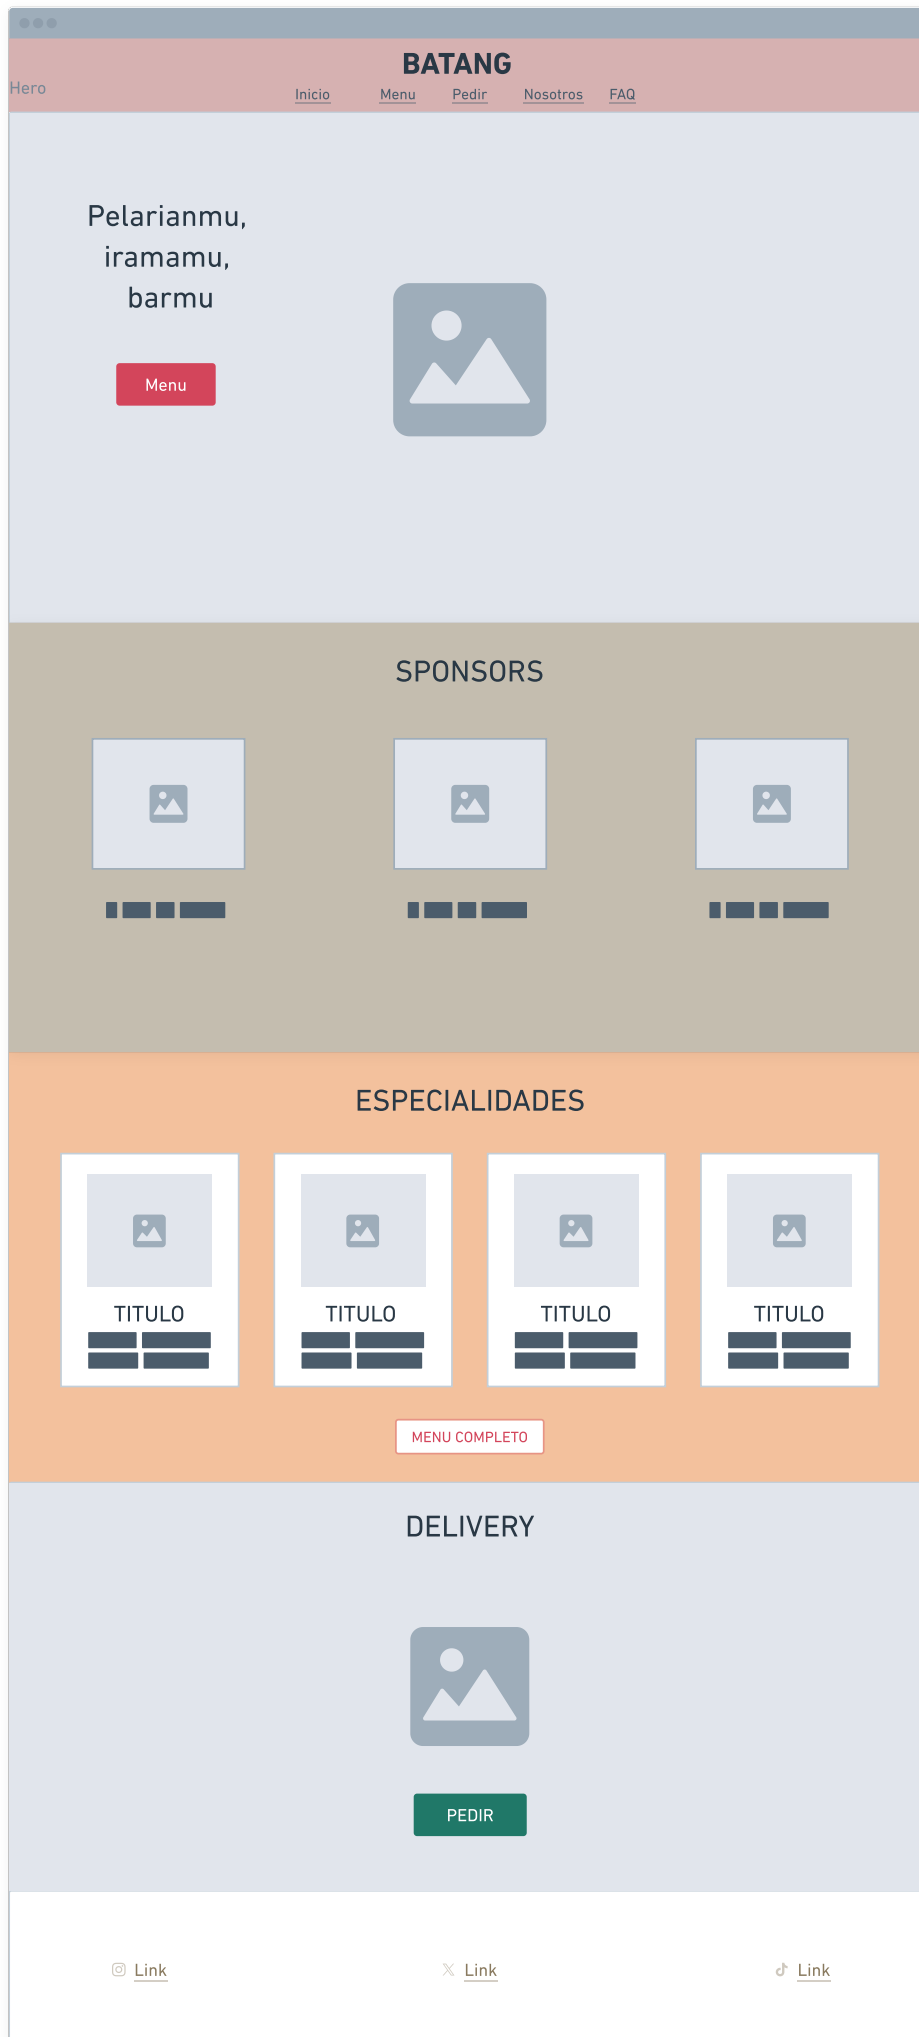 BATANG
Hero
Inicio Menu Pedir Nosotros FAQ
Pelarianmu,
iramamu,
barmu
Menu
SPONSORS
ESPECIALIDADES
TITULO TITULO TITULO TITULO
MENU COMPLETO
DELIVERY
PEDIR
Link Link Link